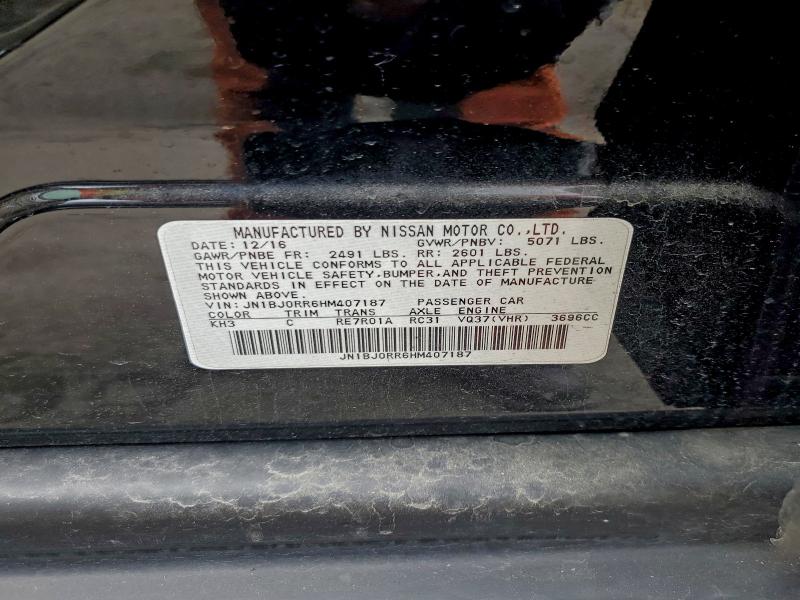 MANUFACTURED BY NISSAN MOTOR CO.,LTD.
DATE: 12/16 GVWR/PNBV: 5071 LBS.
GAWR/PNBE FR: 2491 LBS. RR: 2601 LBS.
THIS VEHICLE CONFORMS TO ALL APPLICABLE FEDERAL
MOTOR VEHICLE SAFETY,BUMPER,AND THEFT PREVENTION
STANDARDS IN EFFECT ON THE DATE OF MANUFACTURE
SHOWN ABOVE.
VIN: JN1BJ0RR6HM407187 PASSENGER CAR
COLOR TRIM TRANS AXLE ENGINE
KH3 C RE7R01A RC31 VQ37(VHR) 3696CC
JN1BJ0RR6HM407187